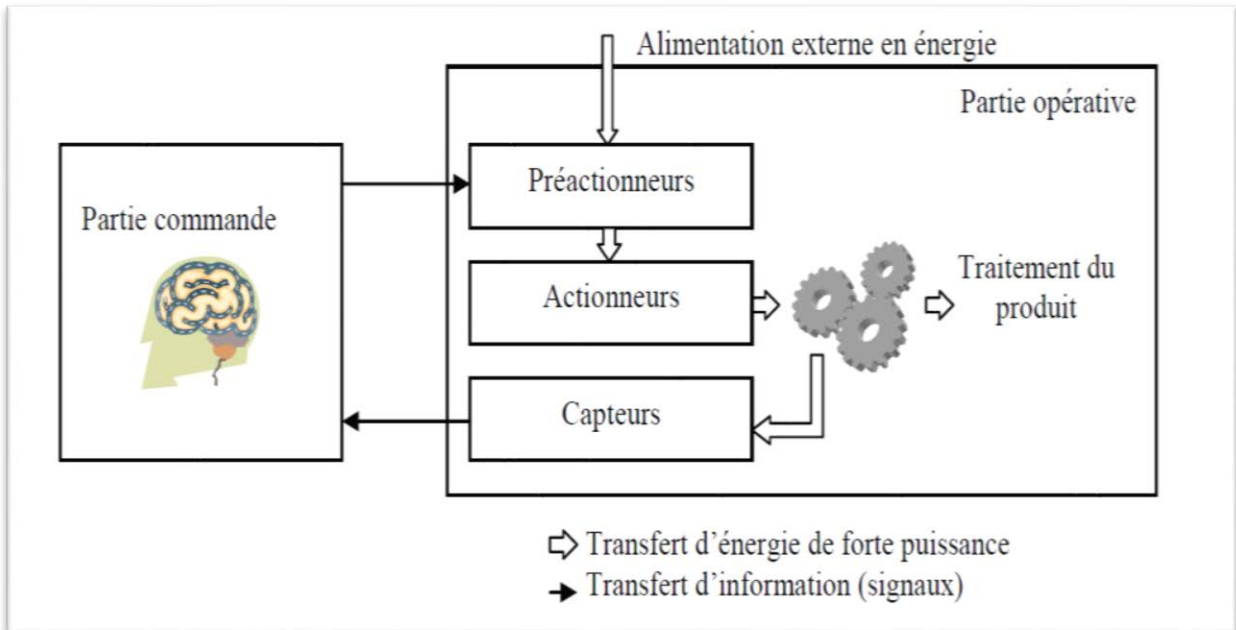 Alimentation externe en énergie
Partie opérative
Préactionneurs
Partie commande
Actionneurs
Traitement du
produit
Capteurs
Transfert d'énergie de forte puissance
Transfert d'information (signaux)